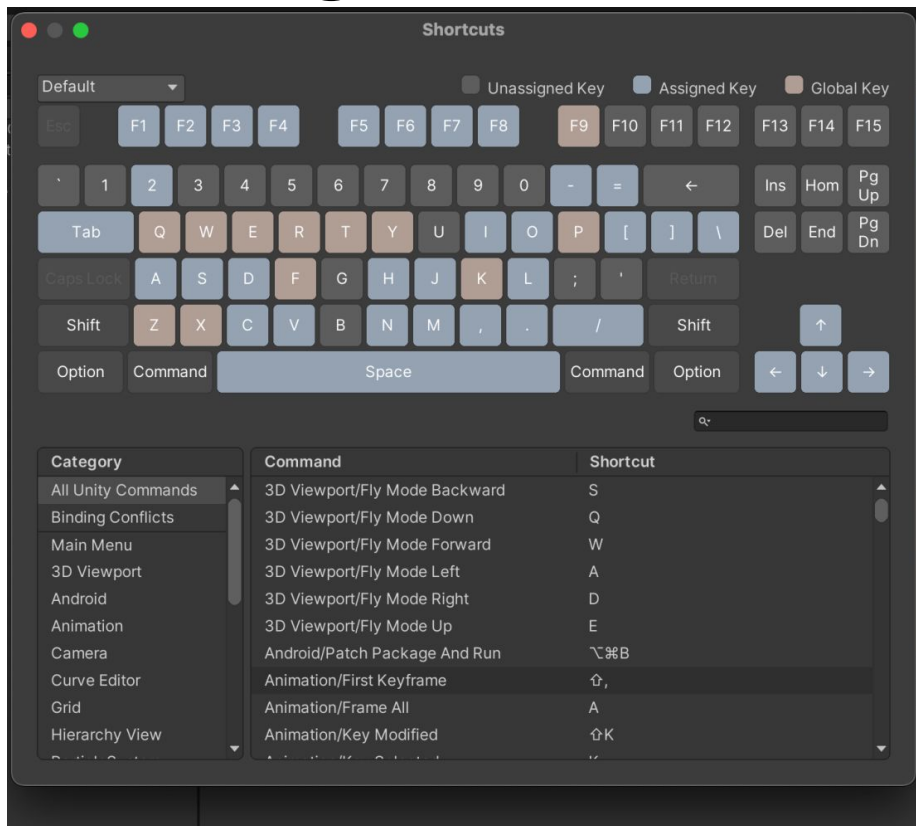 Shortcuts
Default
Unassigned Key Assigned Key Global Key
Esc F1 F2 F3 F4 F5 F6 F7 F8 F9 F10 F11 F12 F13 F14 F15
` 1 2 3 4 5 6 7 8 9 0 - = ← Ins Hom Pg Up
Tab Q W E R T Y U I O P [ ] \ Del End Pg Dn
Caps Lock A S D F G H J K L ; ' Return
Shift Z X C V B N M , . / Shift ↑
Option Command Space Command Option ← ↓ →
Category Command Shortcut
All Unity Commands 3D Viewport/Fly Mode Backward S
Binding Conflicts 3D Viewport/Fly Mode Down Q
Main Menu 3D Viewport/Fly Mode Forward W
3D Viewport 3D Viewport/Fly Mode Left A
Android 3D Viewport/Fly Mode Right D
Animation 3D Viewport/Fly Mode Up E
Camera Android/Patch Package And Run ⌥⌘B
Curve Editor Animation/First Keyframe ⇧,
Grid Animation/Frame All A
Hierarchy View Animation/Key Modified ⇧K